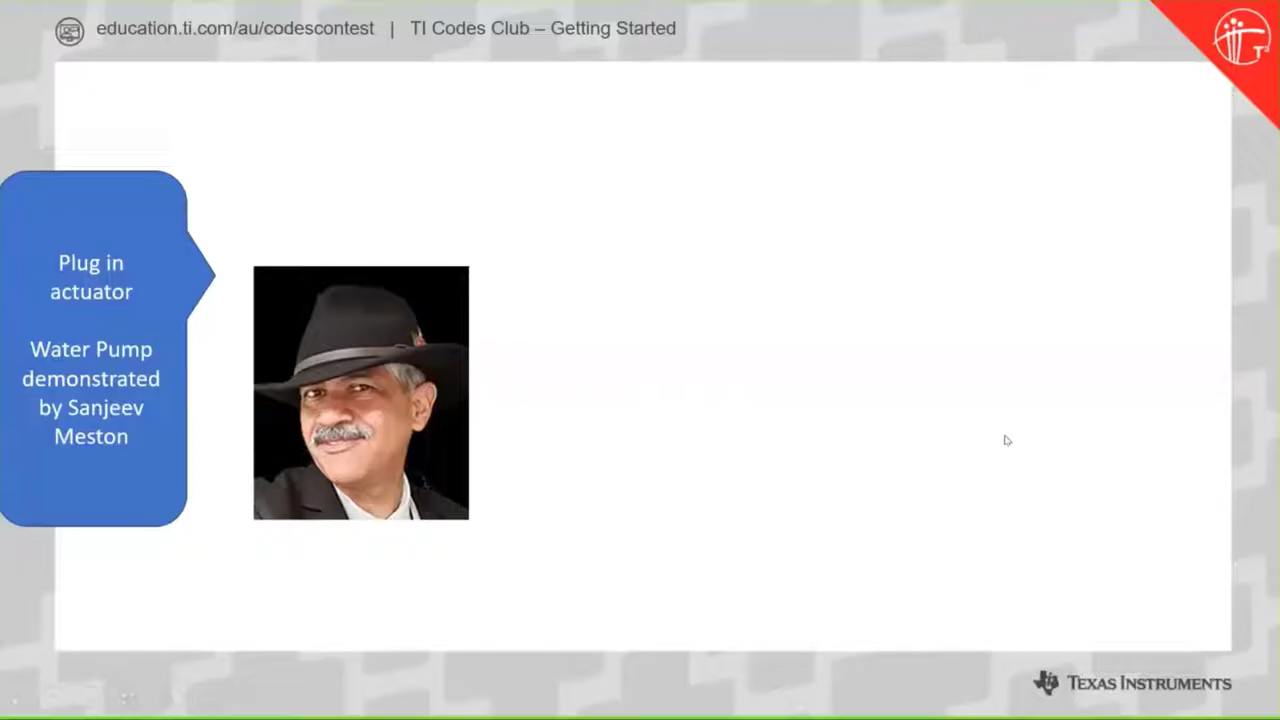 education.ti.com/au/codescontest | TI Codes Club – Getting Started
Plug in
actuator
Water Pump
demonstrated
by Sanjeev
Meston
TEXAS INSTRUMENTS